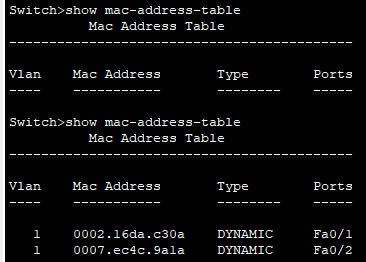 Switch>show mac-address-table
Mac Address Table
-------------------------------------------
Vlan Mac Address Type Ports
---- ----------- -------- -----
Switch>show mac-address-table
Mac Address Table
-------------------------------------------
Vlan Mac Address Type Ports
---- ----------- -------- -----
1 0002.16da.c30a DYNAMIC Fa0/1
1 0007.ec4c.9a1a DYNAMIC Fa0/2